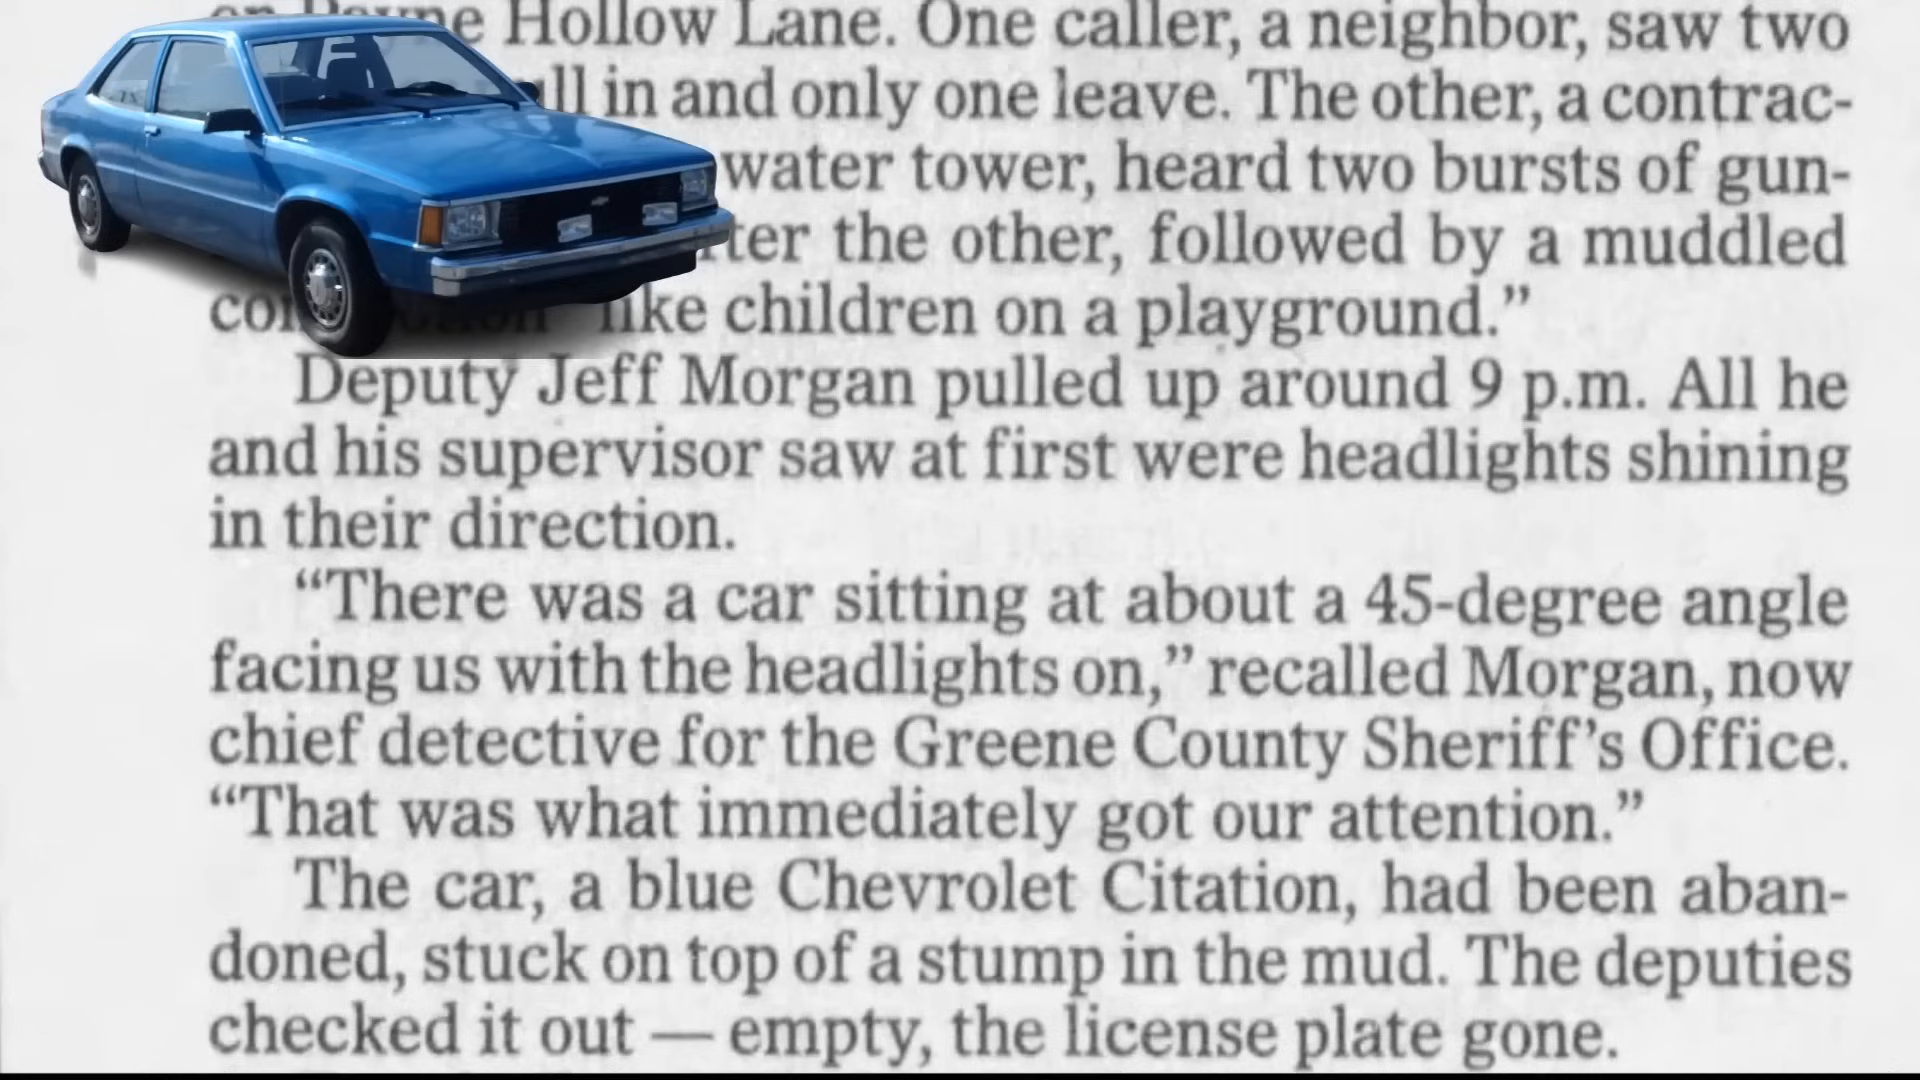 Hollow Lane. One caller, a neighbor, saw two
in and only one leave. The other, a contrac-
water tower, heard two bursts of gun-
the other, followed by a muddled
like children on a playground.”
Deputy Jeff Morgan pulled up around 9 p.m. All he
and his supervisor saw at first were headlights shining
in their direction.
“There was a car sitting at about a 45-degree angle
facing us with the headlights on,” recalled Morgan, now
chief detective for the Greene County Sheriff’s Office.
“That was what immediately got our attention.”
The car, a blue Chevrolet Citation, had been aban-
doned, stuck on top of a stump in the mud. The deputies
checked it out — empty, the license plate gone.